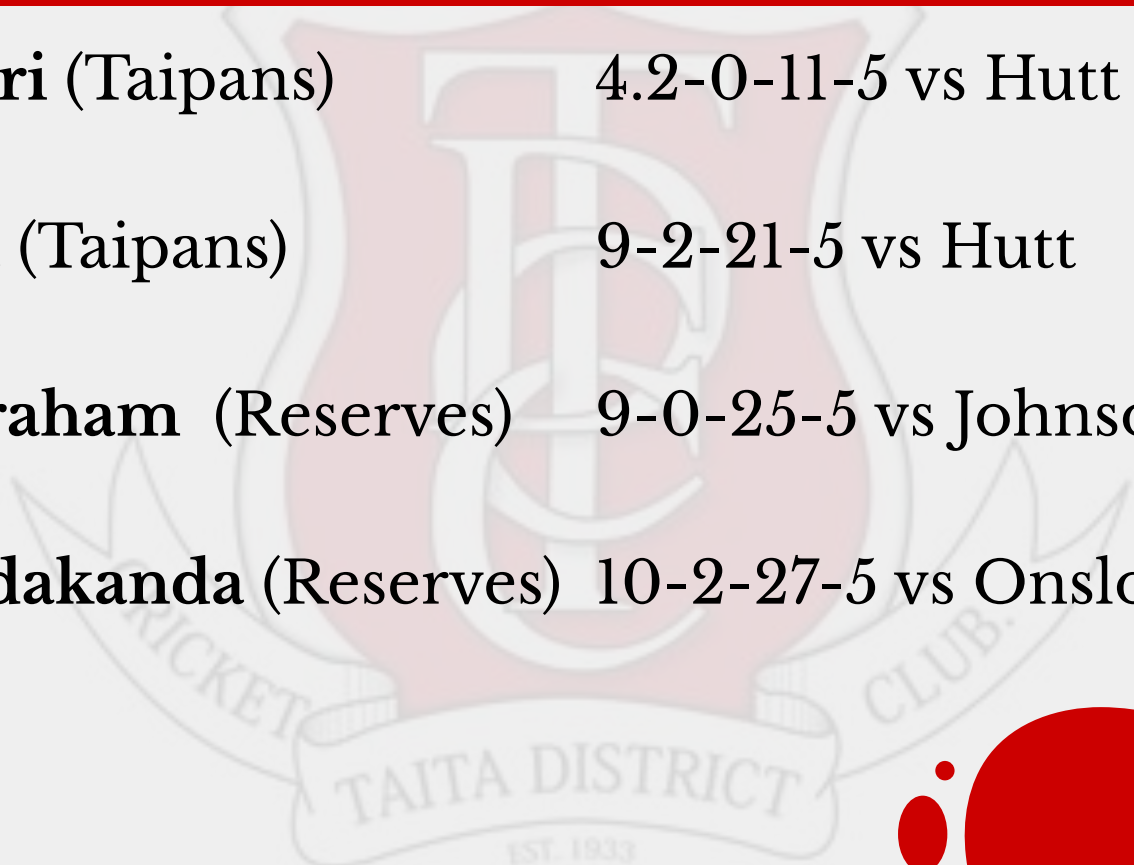 ri (Taipans) 4.2-0-11-5 vs Hutt
(Taipans) 9-2-21-5 vs Hutt
raham (Reserves) 9-0-25-5 vs Johnso
dakanda (Reserves) 10-2-27-5 vs Onslo
CRICKET CLUB.
TAITA DISTRICT
EST. 1933